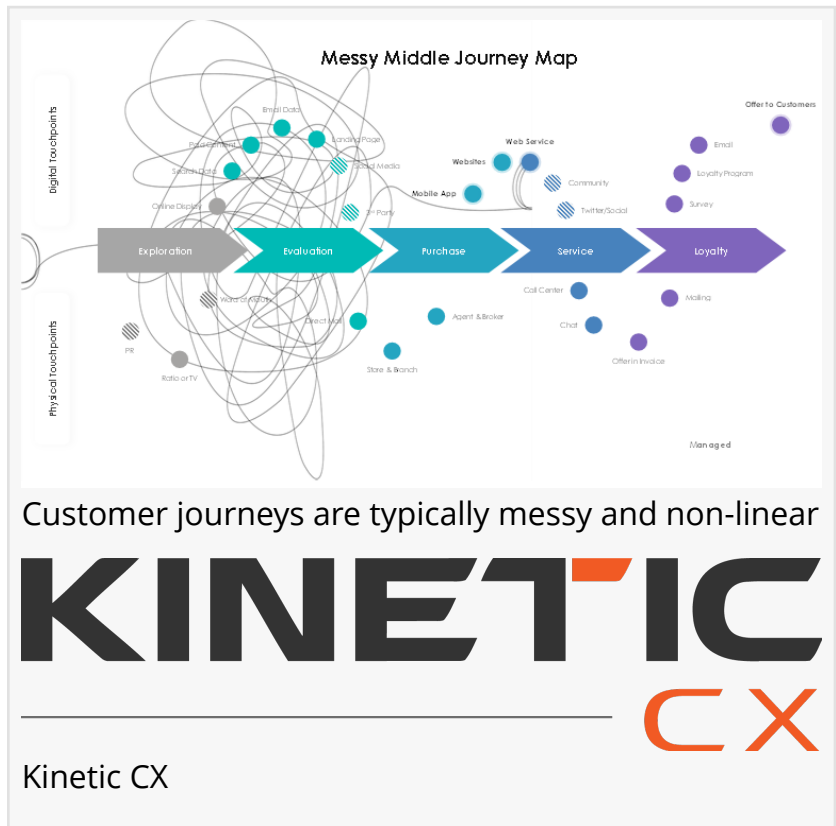 Messy Middle Journey Map
Digital Touchpoints
Offer to Customers
Email Data
Paid Content
Landing Page
Search Data
Social Media
Online Display
3rd Party
Web Service
Websites
Mobile App
Community
Twitter/Social
Email
Loyalty Program
Survey
Exploration
Evaluation
Purchase
Service
Loyalty
Physical Touchpoints
Word of Mouth
PR
Ratio or TV
Direct Mail
Agent & Broker
Store & Branch
Call Center
Chat
Offer in Invoice
Mailing
Managed
Customer journeys are typically messy and non-linear
KINETIC
CX
Kinetic CX